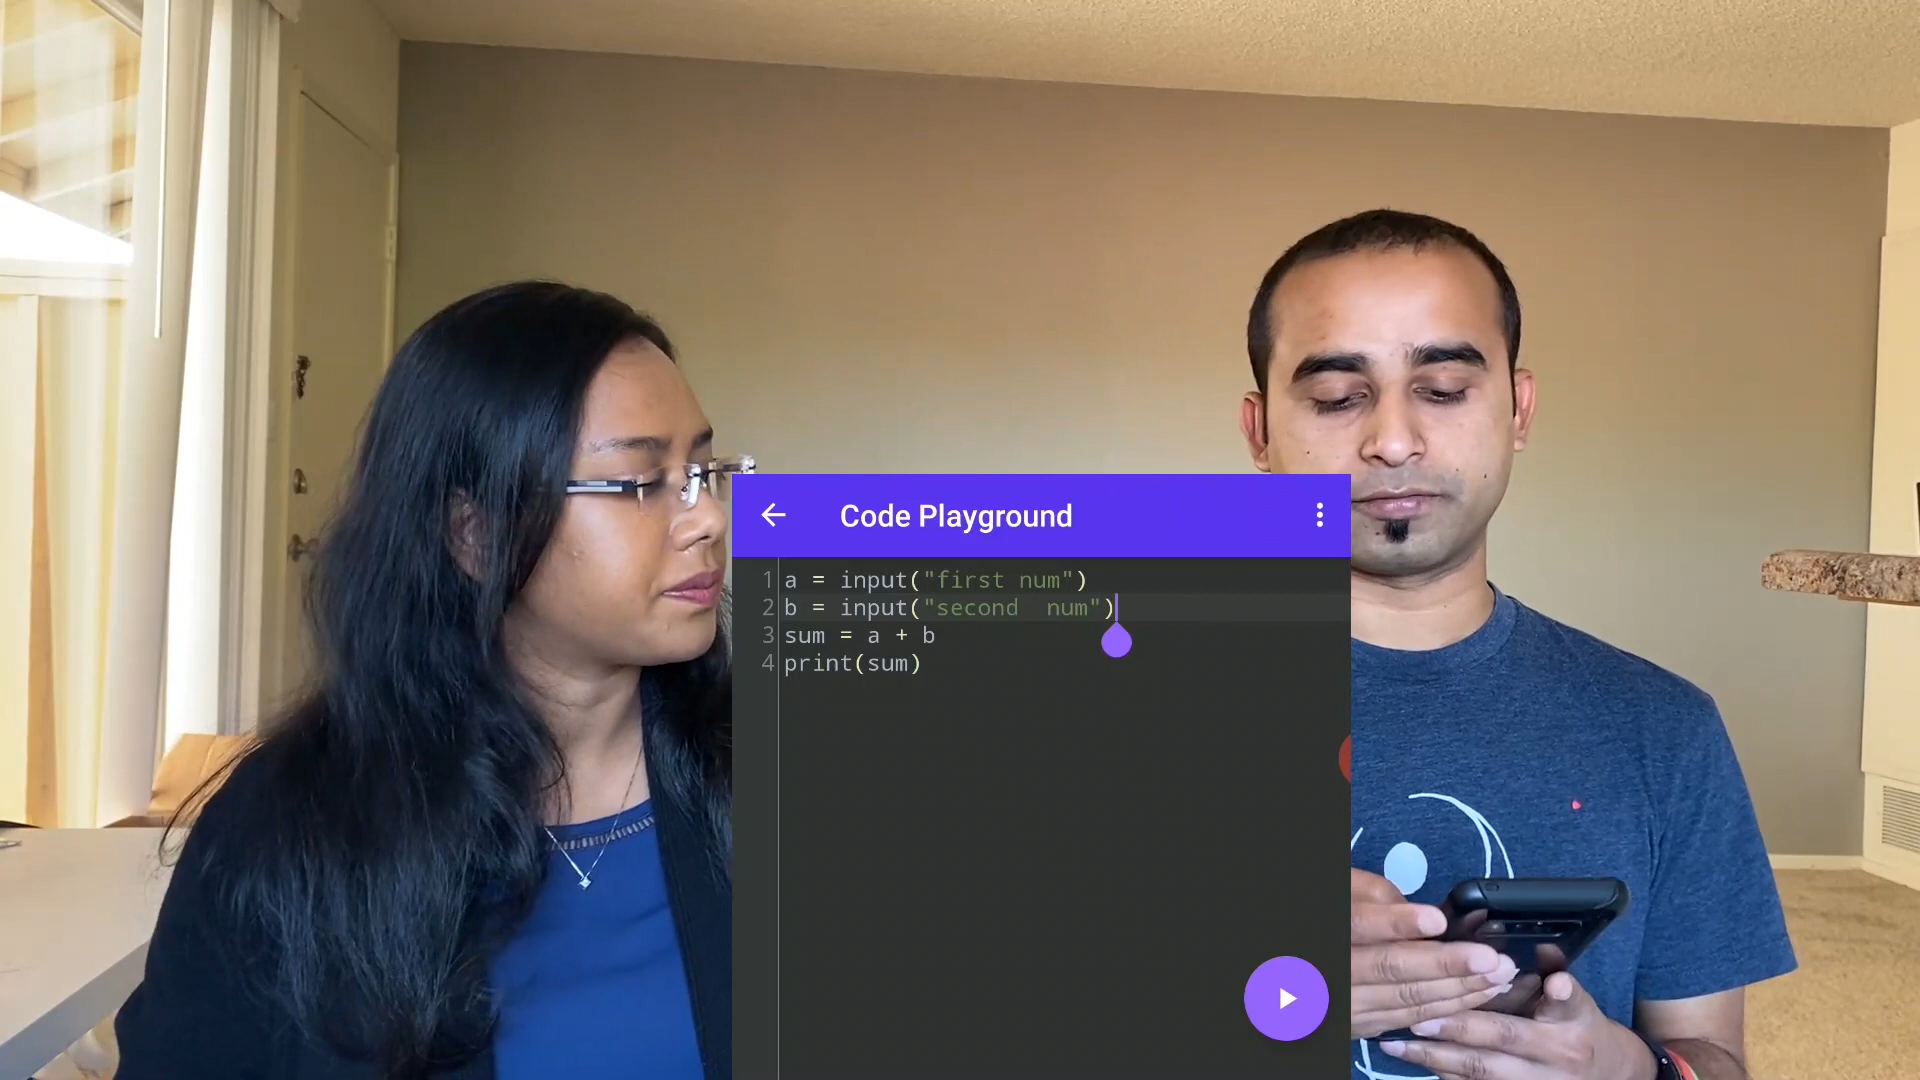 Code Playground
1 a = input("first num")
2 b = input("second  num")
3 sum = a + b
4 print(sum)